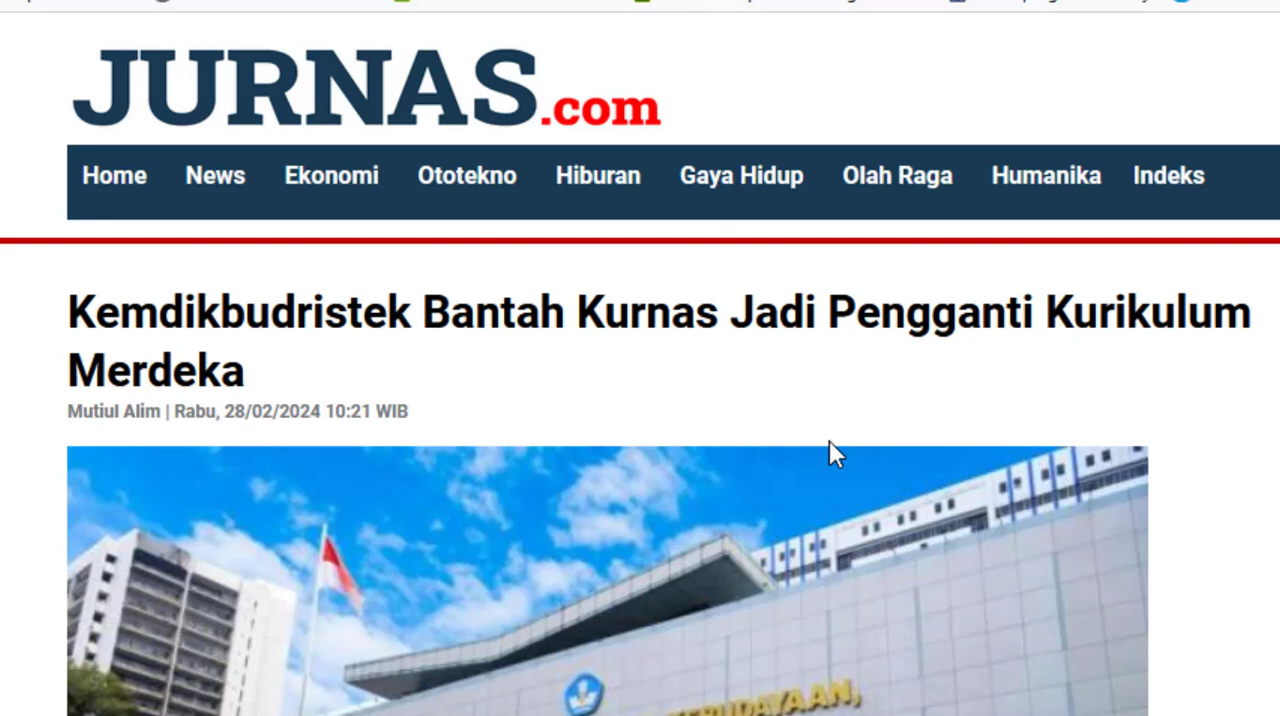 JURNAS.com
Home News Ekonomi Ototekno Hiburan Gaya Hidup Olah Raga Humanika Indeks
Kemdikbudristek Bantah Kurnas Jadi Pengganti Kurikulum
Merdeka
Mutiul Alim | Rabu, 28/02/2024 10:21 WIB
KEBUDAYAAN,